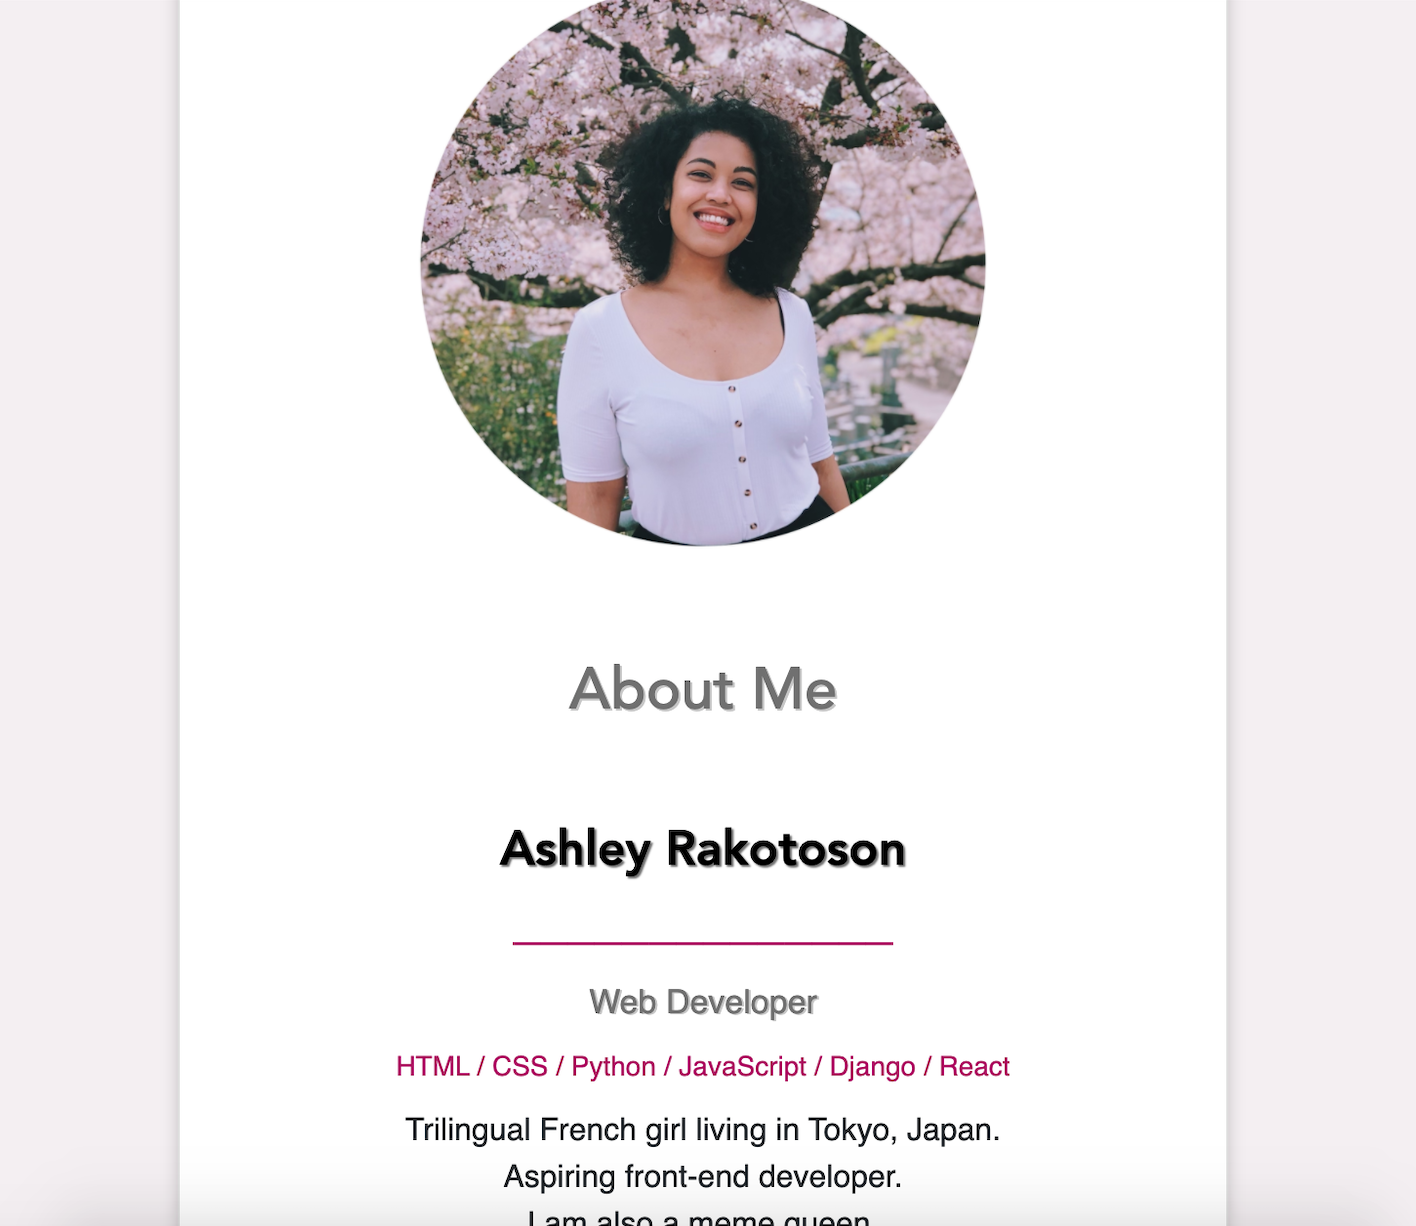 About Me
Ashley Rakotoson
Web Developer
HTML / CSS / Python / JavaScript / Django / React
Trilingual French girl living in Tokyo, Japan.
Aspiring front-end developer.
I am also a meme queen